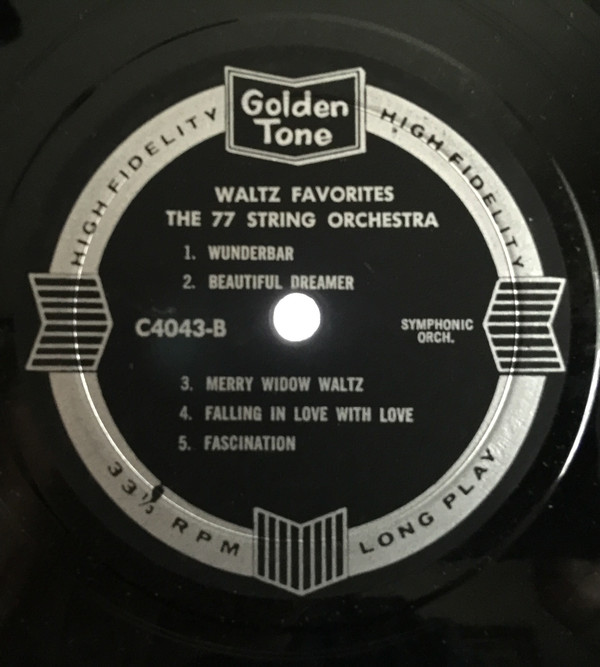 Golden
Tone
HIGH FIDELITY
HIGH FIDELITY
WALTZ FAVORITES
THE 77 STRING ORCHESTRA
1. WUNDERBAR
2. BEAUTIFUL DREAMER
C4043-B
SYMPHONIC
ORCH.
3. MERRY WIDOW WALTZ
4. FALLING IN LOVE WITH LOVE
5. FASCINATION
33⅓ RPM
LONG PLAY